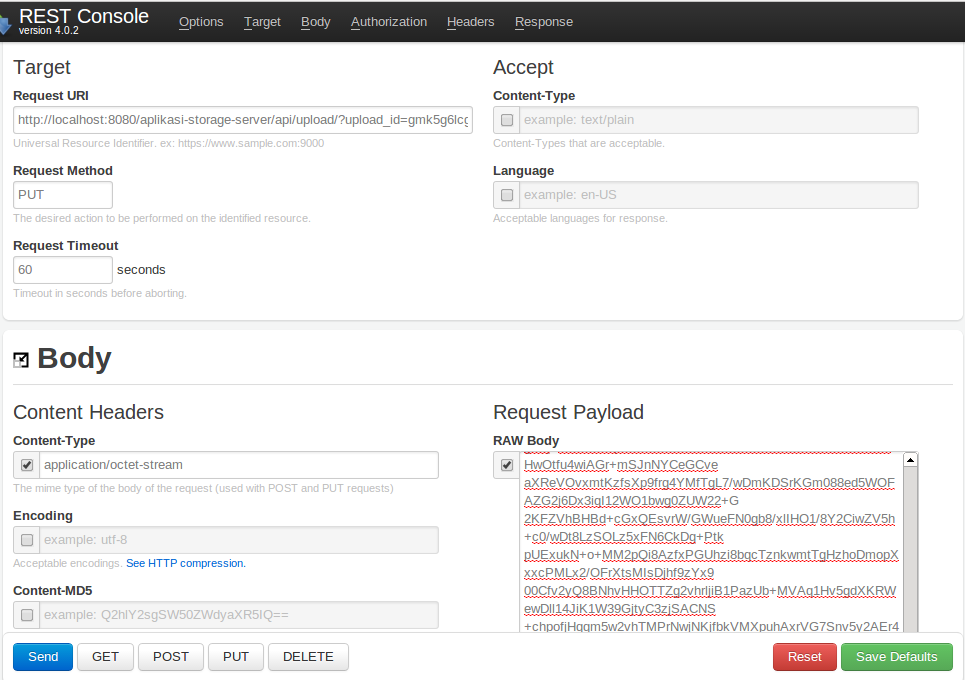 REST Console
version 4.0.2
Options Target Body Authorization Headers Response
Target
Request URI
http://localhost:8080/aplikasi-storage-server/api/upload/?upload_id=gmk5g6lcg
Universal Resource Identifier. ex: https://www.sample.com:9000
Request Method
PUT
The desired action to be performed on the identified resource.
Request Timeout
60 seconds
Timeout in seconds before aborting.
Accept
Content-Type
example: text/plain
Content-Types that are acceptable.
Language
example: en-US
Acceptable languages for response.
Body
Content Headers
Content-Type
application/octet-stream
The mime type of the body of the request (used with POST and PUT requests)
Encoding
example: utf-8
Acceptable encodings. See HTTP compression.
Content-MD5
example: Q2hlY2sgSW50ZWdyaXR5IQ==
Request Payload
RAW Body
HwOtfu4wiAGr+mSJnNYCeGCve
aXReVOvxmtKzfsXp9frg4YMfTgL7/wDmKDSrKGm088ed5WOF
AZG2j6Dx3igI12WO1bwg0ZUW22+G
2KFZVhBHBd+cGxQEsvrW/GWueFN0gb8/xIIHO1/8Y2CjwZV5h
+c0/wDt8LzSOLz5xFN6CkDg+Ptk
pUExukN+o+MM2pQi8AzfxPGUhzi8bqcTznkwmtTgHzhoDmopX
xxcPMLx2/OFrXtsMIsDjhf9zYx9
00Cfv2yQ8BNhvHHOTTZg2vhrljiB1PazUb+MVAg1Hv5gdXKRW
ewDll14JiK1W39GjtyC3zjSACNS
+chpofjHgqm5w2vhTMPrNwjNKjfbkVMXpuhAxrVG7Snv5y2AEr4
Send GET POST PUT DELETE Reset Save Defaults